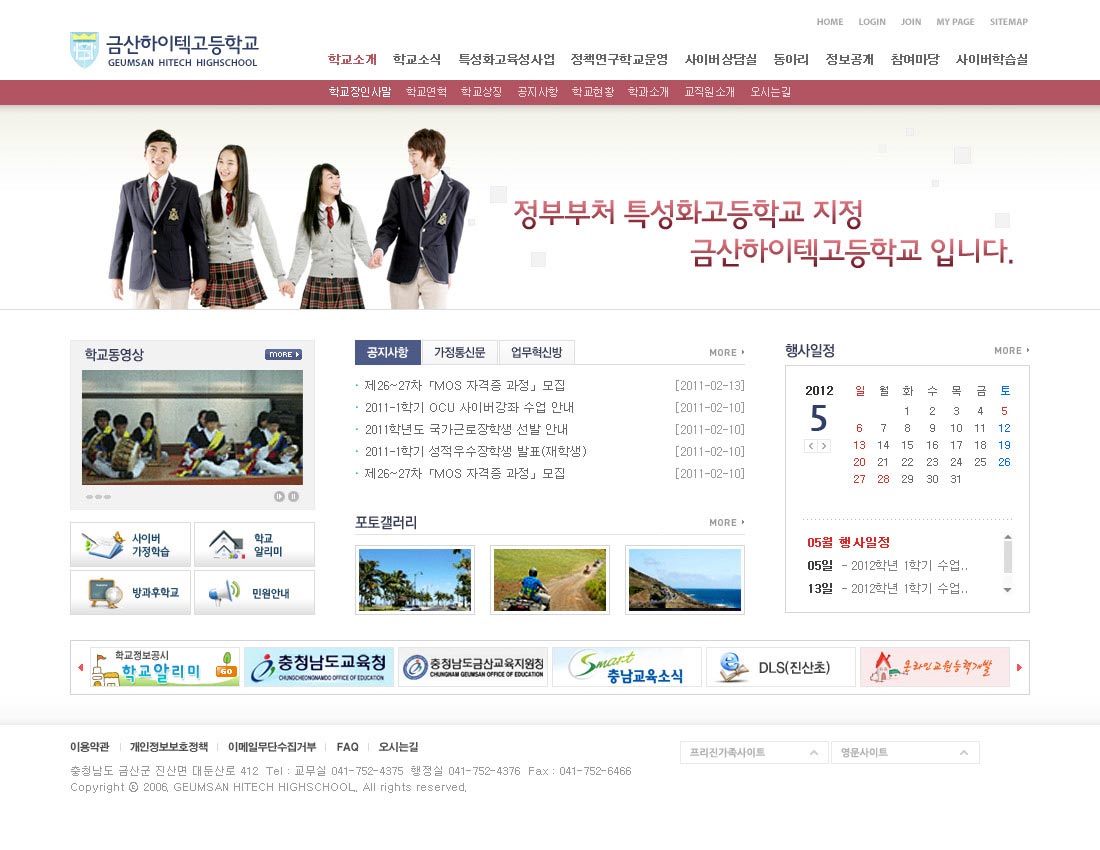 HOME LOGIN JOIN MY PAGE SITEMAP
금산하이텍고등학교
GEUMSAN HITECH HIGHSCHOOL
학교소개 학교소식 특성화고육성사업 정책연구학교운영 사이버상담실 동아리 정보공개 참여마당 사이버학습실
학교장인사말 학교연혁 학교상징 공지사항 학교현황 학과소개 교직원소개 오시는길
정부부처 특성화고등학교 지정
금산하이텍고등학교 입니다.
학교동영상 MORE
사이버
가정학습
학교
알리미
방과후학교
민원안내
공지사항 가정통신문 업무혁신방 MORE
제26~27차 「MOS 자격증 과정」 모집 [2011-02-13]
2011-1학기 OCU 사이버강좌 수업 안내 [2011-02-10]
2011학년도 국가근로장학생 선발 안내 [2011-02-10]
2011-1학기 성적우수장학생 발표(재학생) [2011-02-10]
제26~27차 「MOS 자격증 과정」 모집 [2011-02-10]
포토갤러리 MORE
행사일정 MORE
2012
5
일 월 화 수 목 금 토
1 2 3 4 5
6 7 8 9 10 11 12
13 14 15 16 17 18 19
20 21 22 23 24 25 26
27 28 29 30 31
05월 행사일정
05일 - 2012학년 1학기 수업..
13일 - 2012학년 1학기 수업..
학교정보공시
학교알리미 GO
충청남도교육청
CHUNGCHEONGNAMDO OFFICE OF EDUCATION
충청남도금산교육지원청
CHUNGNAM GEUMSAN OFFICE OF EDUCATION
Smart
충남교육소식
DLS(진산초)
온라인교원능력개발
이용약관 개인정보보호정책 이메일무단수집거부 FAQ 오시는길
충청남도 금산군 진산면 대둔산로 412 Tel : 교무실 041-752-4375 행정실 041-752-4376 Fax : 041-752-6466
Copyright ⓒ 2006. GEUMSAN HITECH HIGHSCHOOL. All rights reserved.
프리진가족사이트
영문사이트